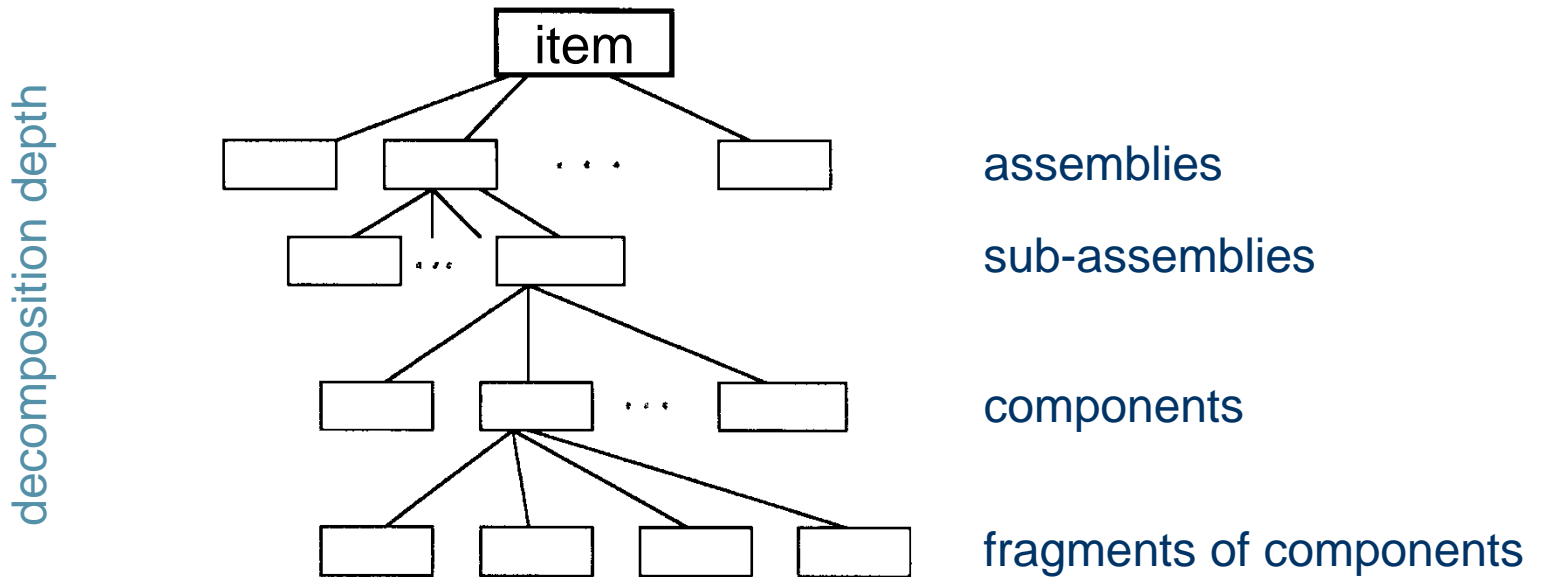 item
decomposition depth
assemblies
sub-assemblies
components
fragments of components